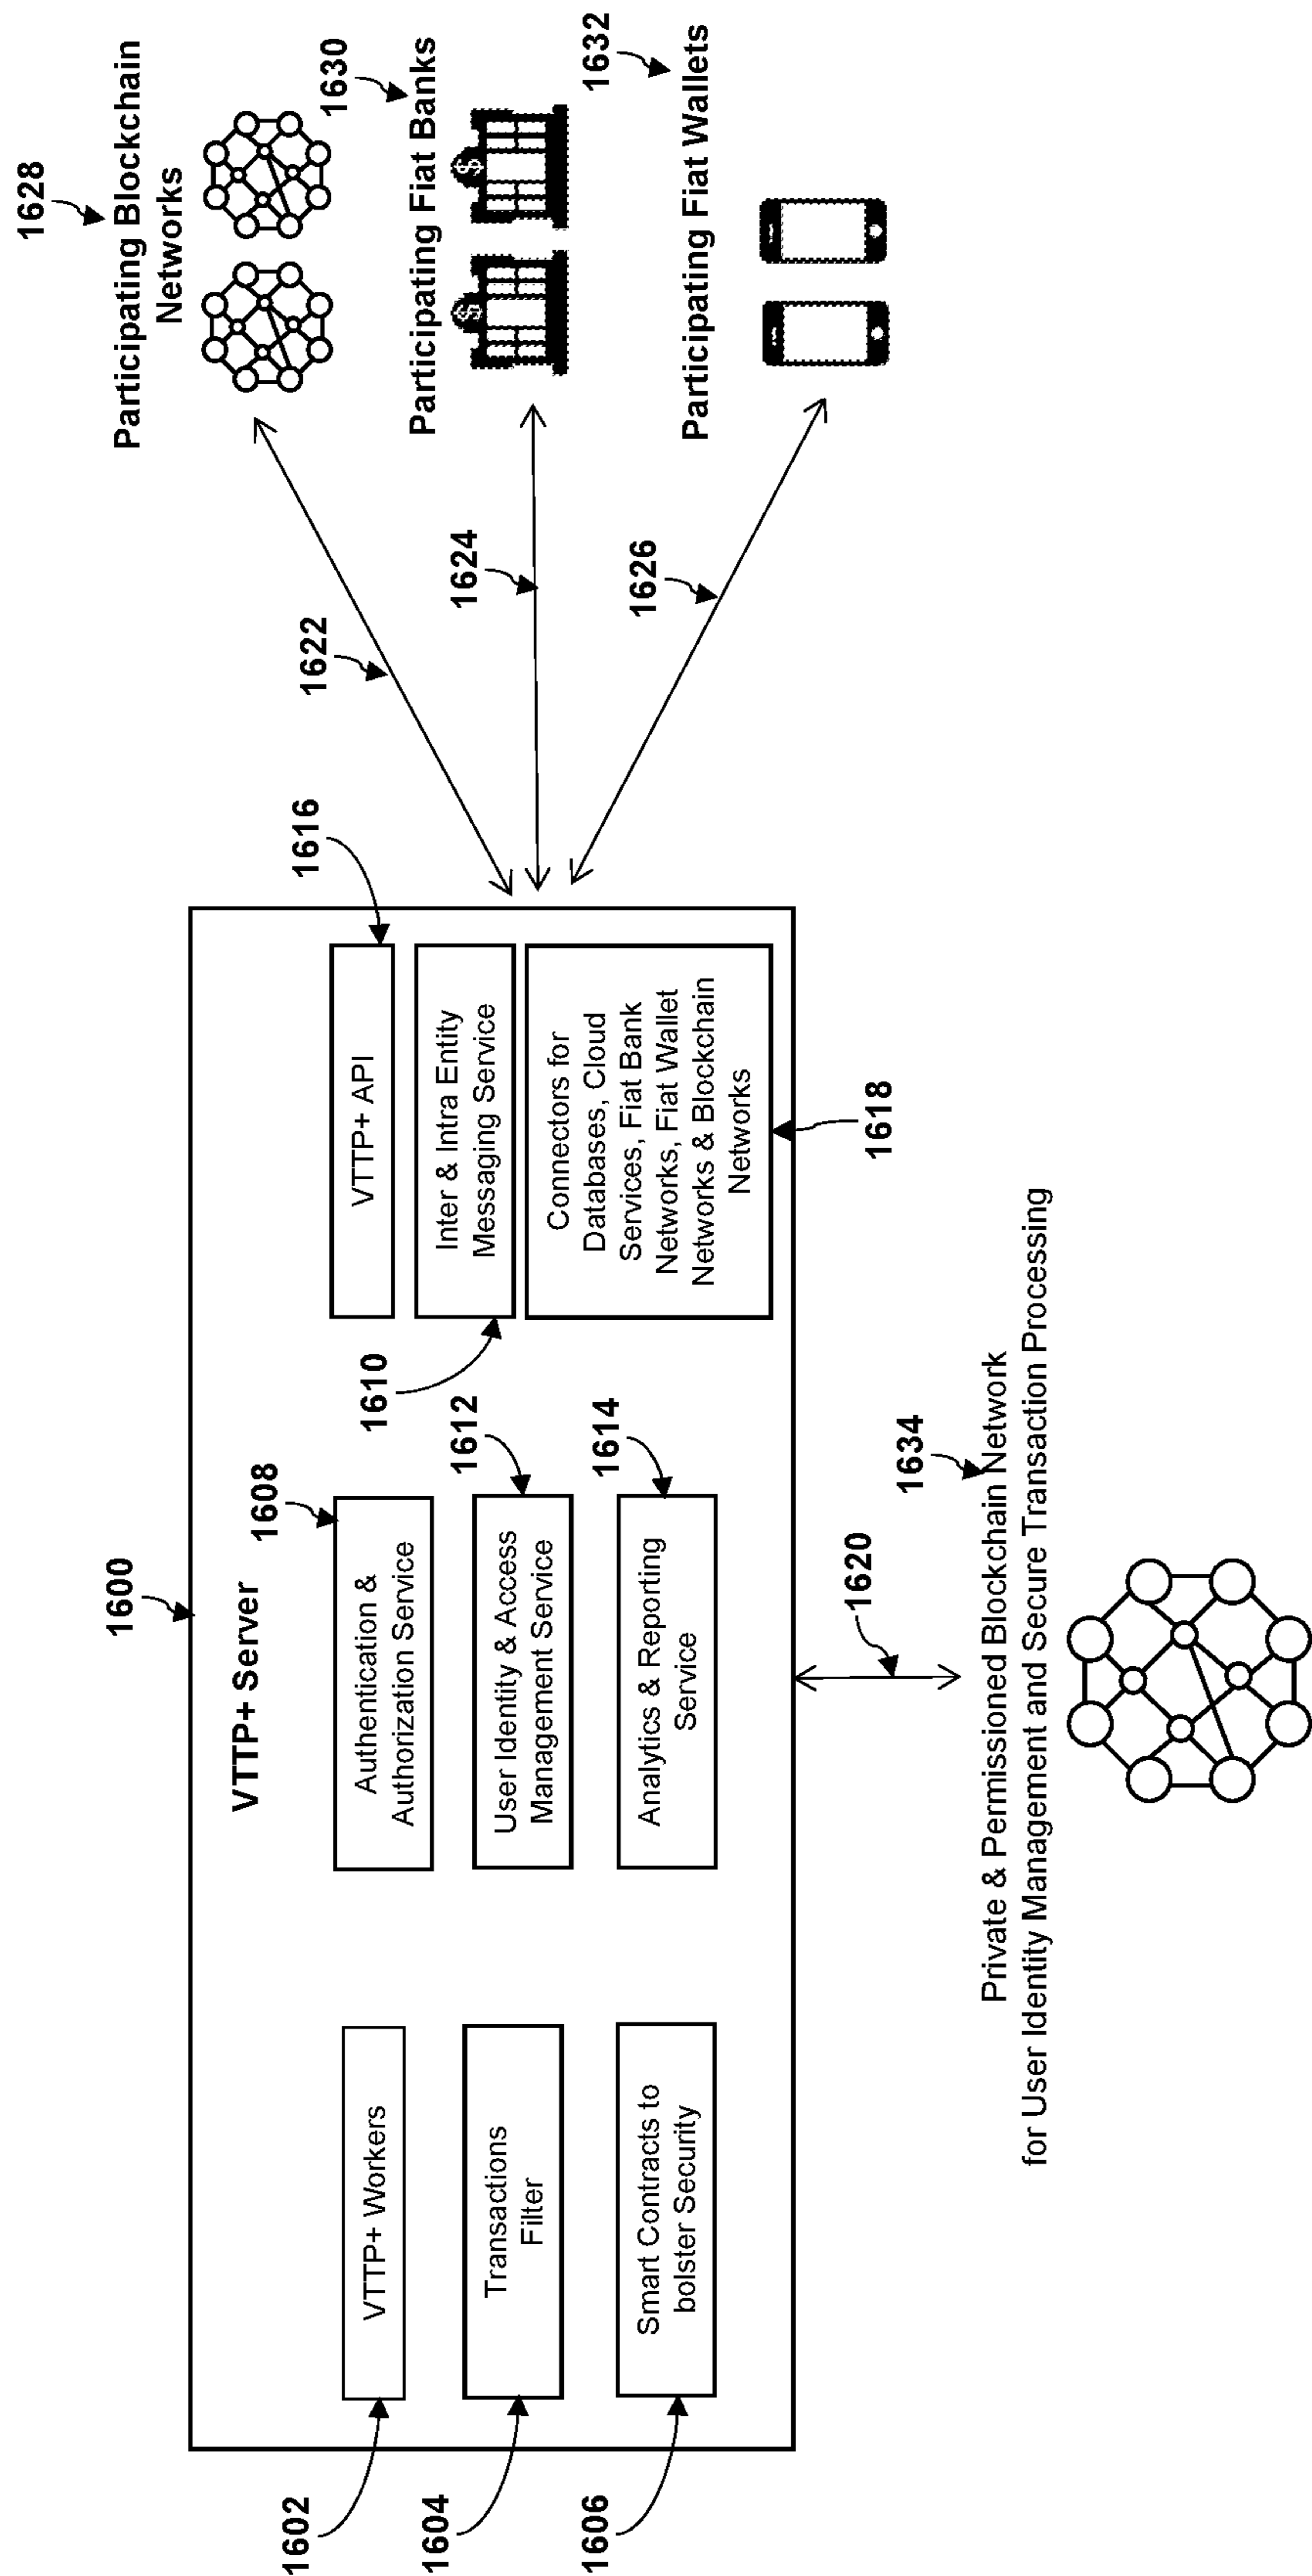 1600
VTTP+ Server
1602
VTTP+ Workers
1604
Transactions
Filter
1606
Smart Contracts to
bolster Security
1608
Authentication &
Authorization Service
1612
User Identity & Access
Management Service
1614
Analytics & Reporting
Service
1616
VTTP+ API
1610
Inter & Intra Entity
Messaging Service
Connectors for
Databases, Cloud
Services, Fiat Bank
Networks, Fiat Wallet
Networks & Blockchain
Networks
1618
1622
1624
1626
1628
Participating Blockchain
Networks
1630
Participating Fiat Banks
$ $
1632
Participating Fiat Wallets
1620
1634
Private & Permissioned Blockchain Network
for User Identity Management and Secure Transaction Processing